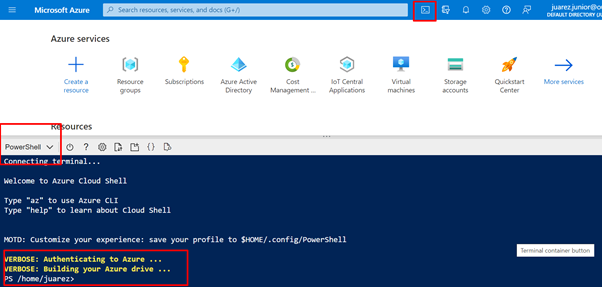 Microsoft Azure
Search resources, services, and docs (G+/)
juarez.junior@o
DEFAULT DIRECTORY
Azure services
Create a resource
Resource groups
Subscriptions
Azure Active Directory
Cost Management ...
IoT Central Applications
Virtual machines
Storage accounts
Quickstart Center
More services
Resources
PowerShell
Connecting terminal...
Welcome to Azure Cloud Shell
Type "az" to use Azure CLI
Type "help" to learn about Cloud Shell
MOTD: Customize your experience: save your profile to $HOME/.config/PowerShell
Terminal container button
VERBOSE: Authenticating to Azure ...
VERBOSE: Building your Azure drive ...
PS /home/juarez>